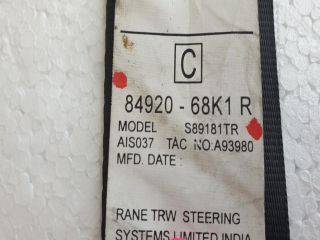 C
84920 - 68K1 R
MODEL S89181TR
AIS037 TAC NO:A93980
MFD. DATE :
RANE TRW STEERING
SYSTEMS LIMITED INDIA